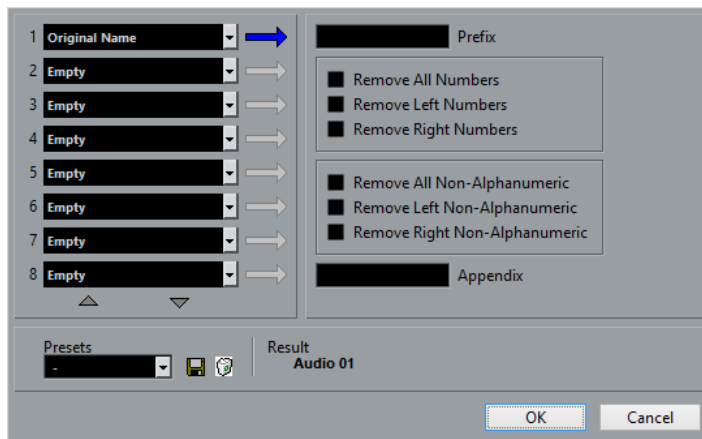 1 Original Name
2 Empty
3 Empty
4 Empty
5 Empty
6 Empty
7 Empty
8 Empty
Prefix
Remove All Numbers
Remove Left Numbers
Remove Right Numbers
Remove All Non-Alphanumeric
Remove Left Non-Alphanumeric
Remove Right Non-Alphanumeric
Appendix
Presets
-
Result
Audio 01
OK
Cancel